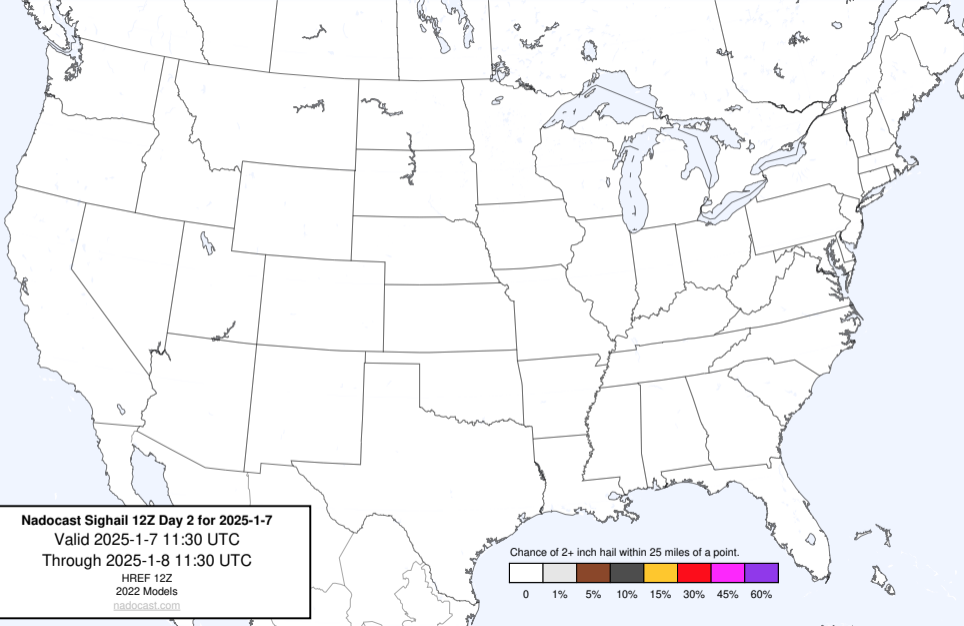 Nadocast Sighail 12Z Day 2 for 2025-1-7
Valid 2025-1-7 11:30 UTC
Through 2025-1-8 11:30 UTC
HREF 12Z
2022 Models
nadocast.com
Chance of 2+ inch hail within 25 miles of a point.
0 1% 5% 10% 15% 30% 45% 60%